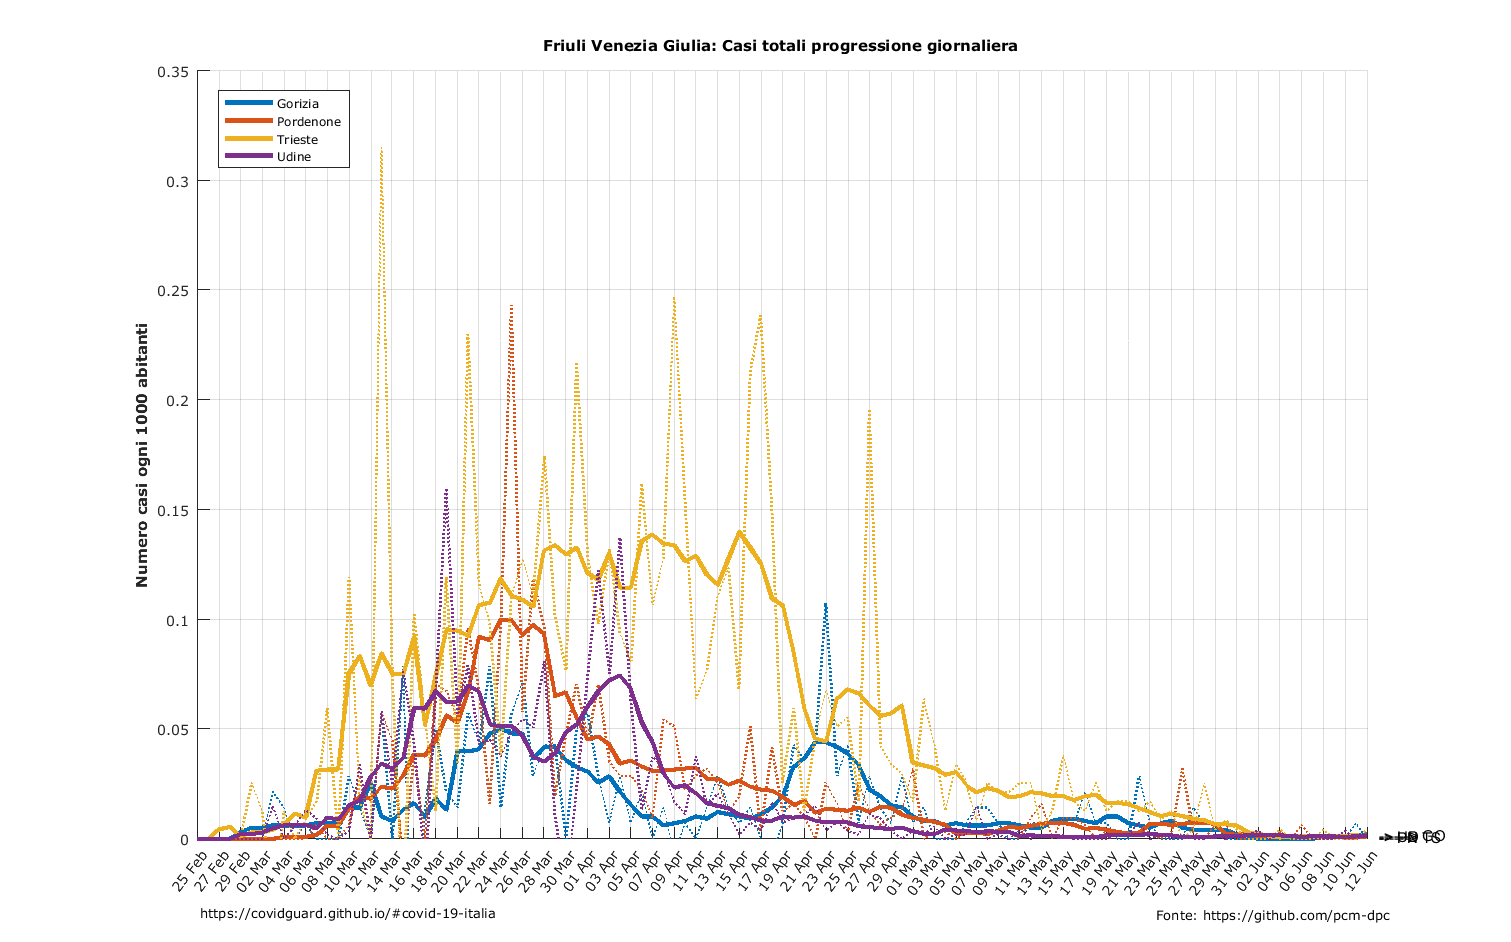 Friuli Venezia Giulia: Casi totali progressione giornaliera
Numero casi ogni 1000 abitanti
0.35
0.3
0.25
0.2
0.15
0.1
0.05
0
Gorizia
Pordenone
Trieste
Udine
25 Feb
27 Feb
29 Feb
02 Mar
04 Mar
06 Mar
08 Mar
10 Mar
12 Mar
14 Mar
16 Mar
18 Mar
20 Mar
22 Mar
24 Mar
26 Mar
28 Mar
30 Mar
01 Apr
03 Apr
05 Apr
07 Apr
09 Apr
11 Apr
13 Apr
15 Apr
17 Apr
19 Apr
21 Apr
23 Apr
25 Apr
27 Apr
29 Apr
01 May
03 May
05 May
07 May
09 May
11 May
13 May
15 May
17 May
19 May
21 May
23 May
25 May
27 May
29 May
31 May
02 Jun
04 Jun
06 Jun
08 Jun
10 Jun
12 Jun
https://covidguard.github.io/#covid-19-italia
Fonte: https://github.com/pcm-dpc